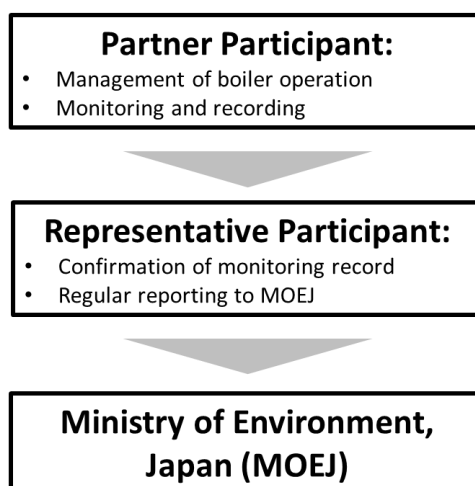 Partner Participant:
• Management of boiler operation
• Monitoring and recording
Representative Participant:
• Confirmation of monitoring record
• Regular reporting to MOEJ
Ministry of Environment,
Japan (MOEJ)